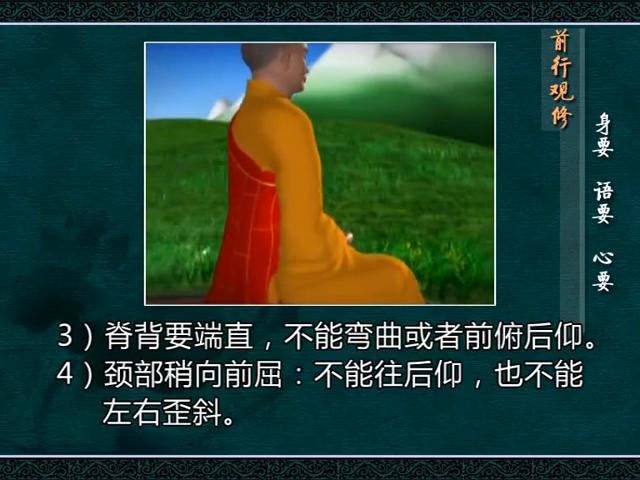 前行观修
身要 语要 心要
3）脊背要端直，不能弯曲或者前俯后仰。
4）颈部稍向前屈：不能往后仰，也不能
左右歪斜。